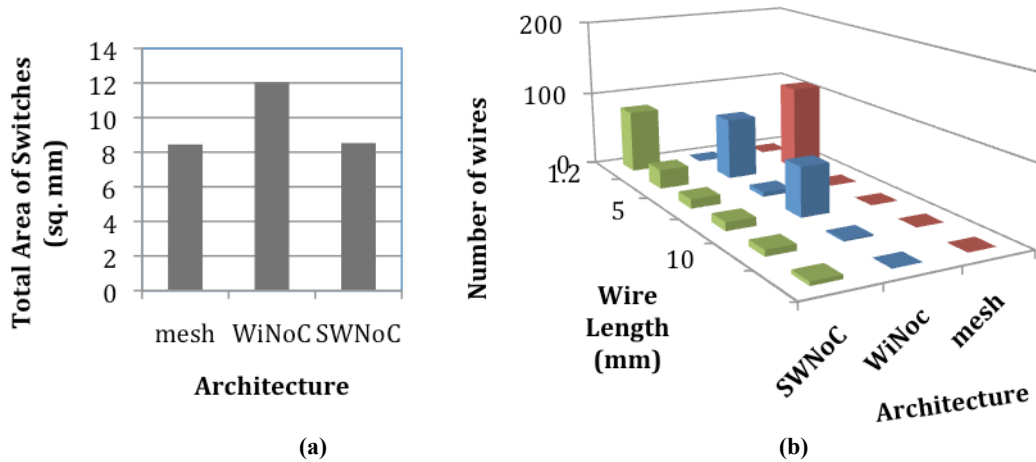 Total Area of Switches
(sq. mm)
14
12
10
8
6
4
2
0
mesh WiNoC SWNoC
Architecture
(a)
Number of wires
200
100
0
1.2
5
10
Wire
Length
(mm)
SWNoC
WiNoc
mesh
Architecture
(b)